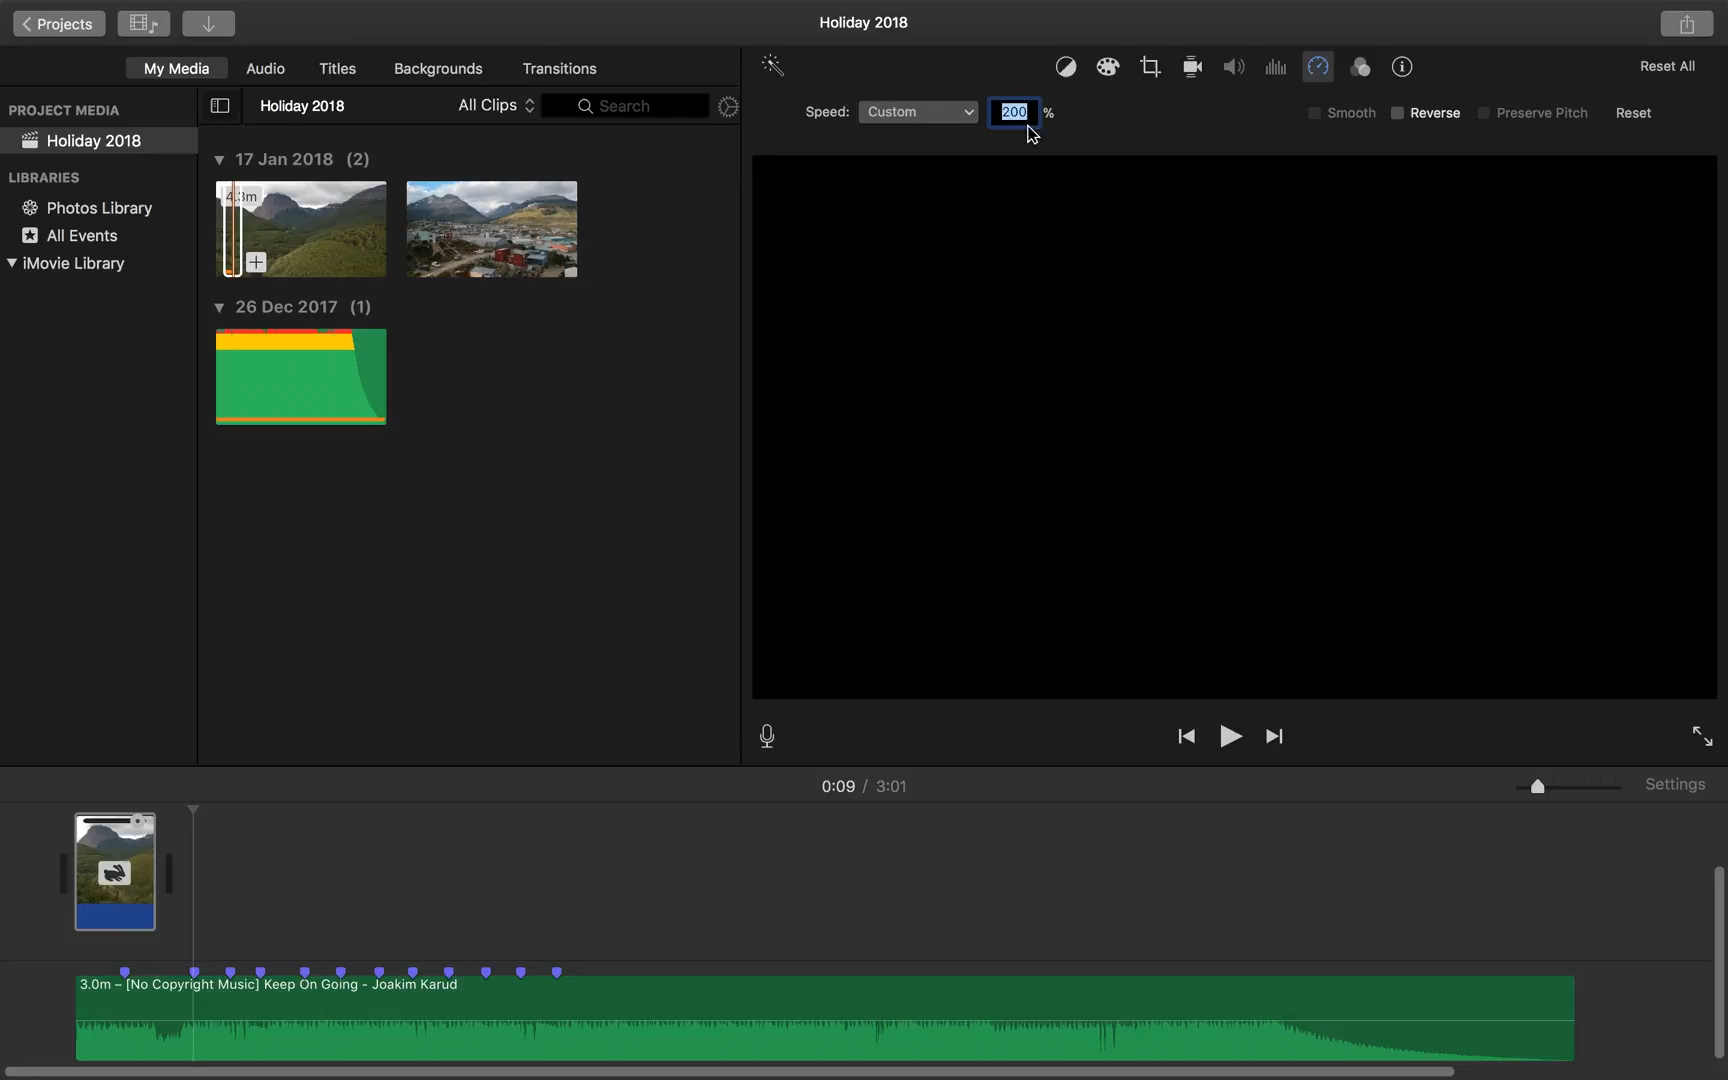 Projects
Holiday 2018
My Media
Audio
Titles
Backgrounds
Transitions
Reset All
PROJECT MEDIA
Holiday 2018
LIBRARIES
Photos Library
All Events
iMovie Library
Holiday 2018
All Clips
Search
17 Jan 2018 (2)
4.3m
26 Dec 2017 (1)
Speed:
Custom
200 %
Smooth
Reverse
Preserve Pitch
Reset
0:09 / 3:01
Settings
3.0m – [No Copyright Music] Keep On Going - Joakim Karud